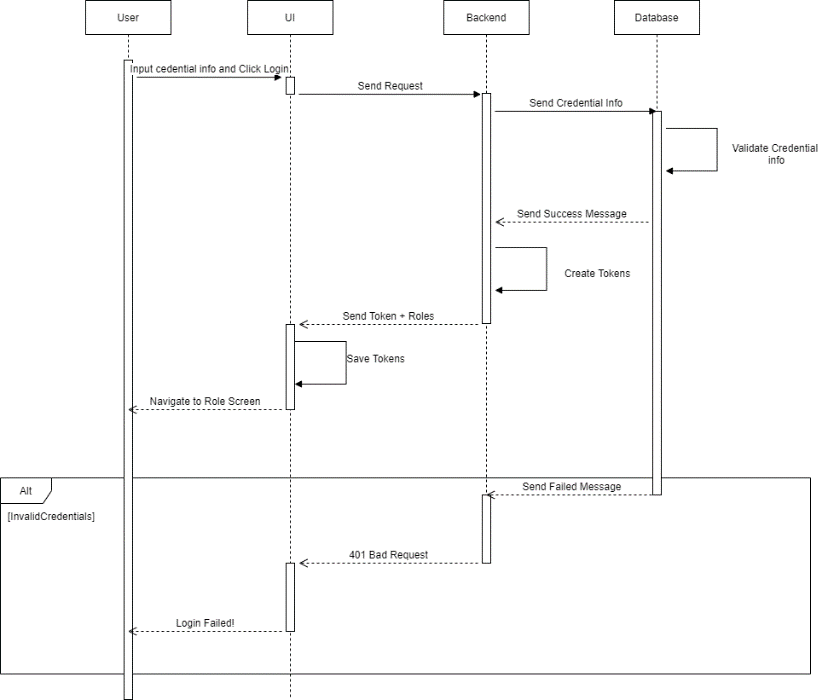 User
UI
Backend
Database
Input cedential info and Click Login
Send Request
Send Credential Info
Validate Credential
info
Send Success Message
Create Tokens
Send Token + Roles
Save Tokens
Navigate to Role Screen
Alt
Send Failed Message
[InvalidCredentials]
401 Bad Request
Login Failed!